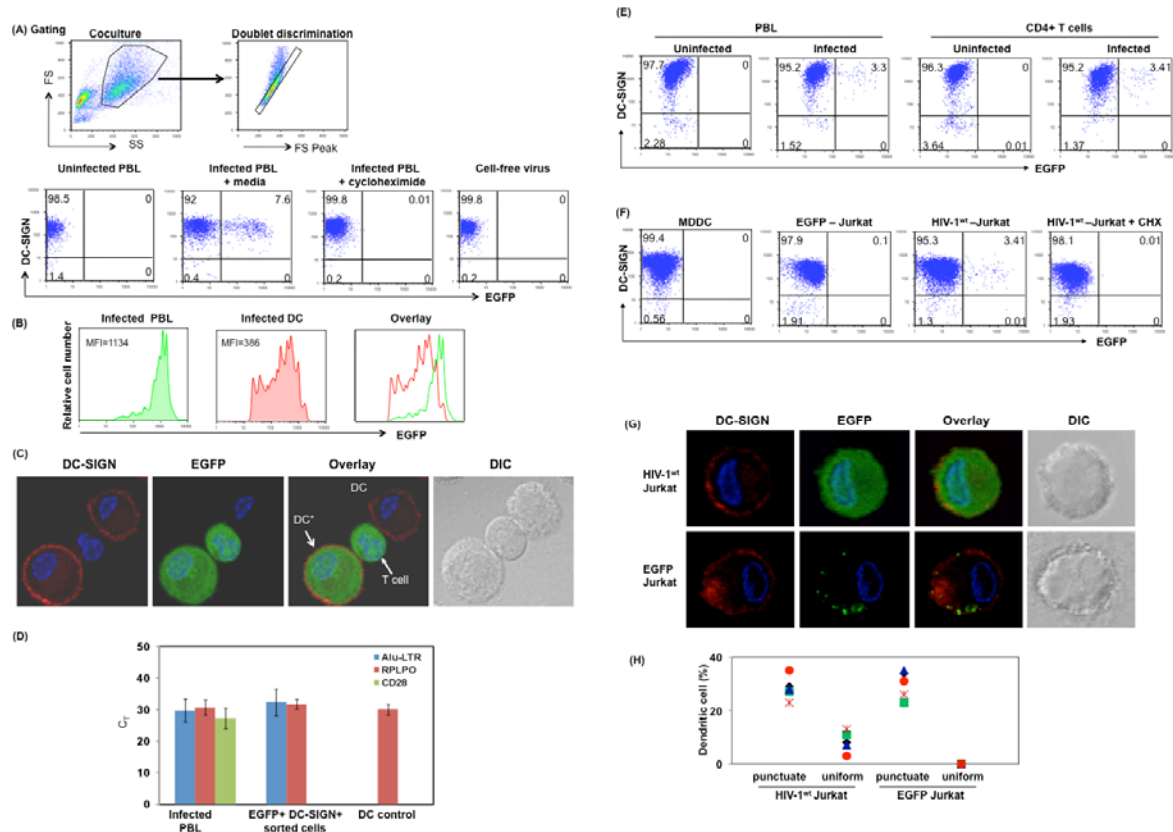 (A) Gating
Coculture
Doublet discrimination
FS
SS
FS Peak
Uninfected PBL
Infected PBL + media
Infected PBL + cycloheximide
Cell-free virus
98.5 0
1.4 0
92 7.6
0.4 0
99.8 0.01
0.2 0
99.8 0
0.2 0
DC-SIGN
EGFP
(B)
Infected PBL
Infected DC
Overlay
MFI=1134
MFI=386
Relative cell number
EGFP
(C)
DC-SIGN
EGFP
Overlay
DIC
DC
DC*
T cell
(D)
50
40
30
20
10
0
CT
Alu-LTR
RPLPO
CD28
Infected PBL
EGFP+ DC-SIGN+ sorted cells
DC control
(E)
PBL
CD4+ T cells
Uninfected
Infected
Uninfected
Infected
97.7 0
2.28 0
95.2 3.3
1.52 0
96.3 0
3.64 0.01
95.2 3.41
1.37 0
DC-SIGN
EGFP
(F)
MDDC
EGFP – Jurkat
HIV-1wt –Jurkat
HIV-1wt –Jurkat + CHX
99.4 0
0.56 0
97.9 0.1
1.91 0
95.3 3.41
1.3 0.01
98.1 0.01
1.93 0
DC-SIGN
EGFP
(G)
DC-SIGN
EGFP
Overlay
DIC
HIV-1wt
Jurkat
EGFP
Jurkat
(H)
Dendritic cell (%)
40
20
0
punctuate
uniform
punctuate
uniform
HIV-1wt Jurkat
EGFP Jurkat